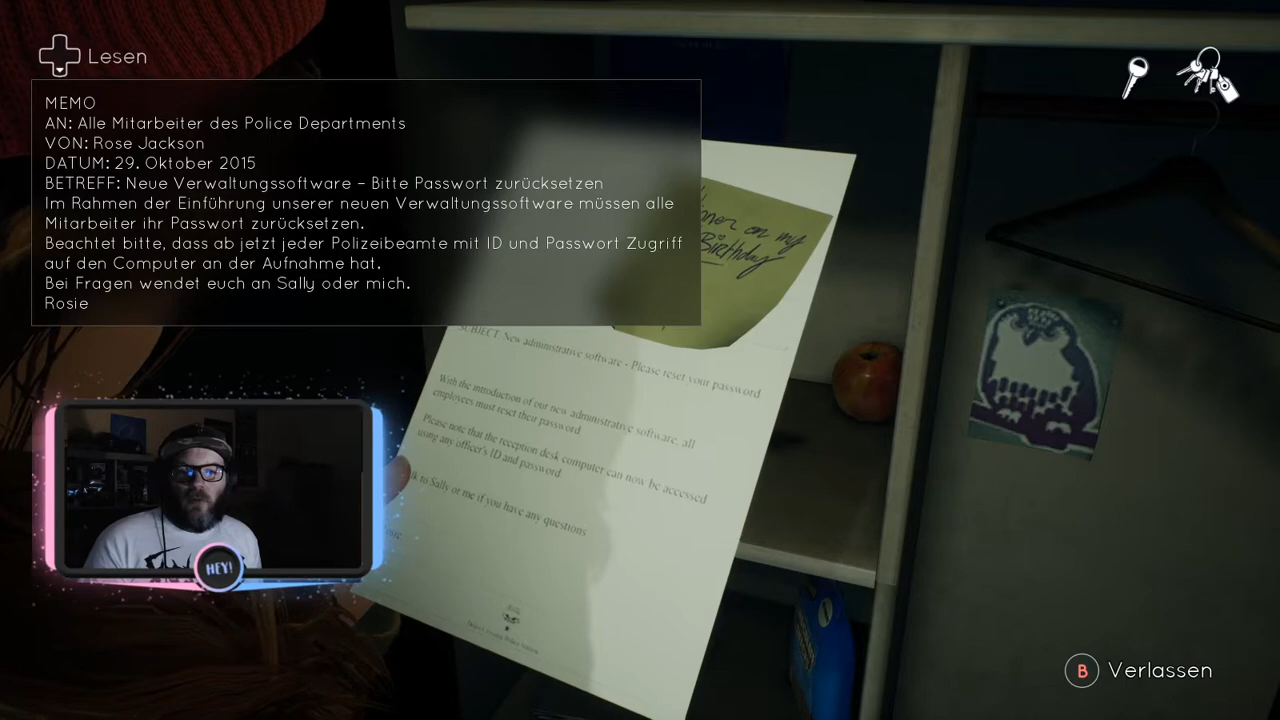 Lesen
MEMO
AN: Alle Mitarbeiter des Police Departments
VON: Rose Jackson
DATUM: 29. Oktober 2015
BETREFF: Neue Verwaltungssoftware - Bitte Passwort zurücksetzen
Im Rahmen der Einführung unserer neuen Verwaltungssoftware müssen alle
Mitarbeiter ihr Passwort zurücksetzen.
Beachtet bitte, dass ab jetzt jeder Polizeibeamte mit ID und Passwort Zugriff
auf den Computer an der Aufnahme hat.
Bei Fragen wendet euch an Sally oder mich.
Rosie
on my
Birthday
SUBJECT: New administrative software - Please reset your password
With the introduction of our new administrative software, all
employees must reset their password
Please note that the reception desk computer can now be accessed
using any officer's ID and password
to Sally or me if you have any questions
HEY!
B Verlassen